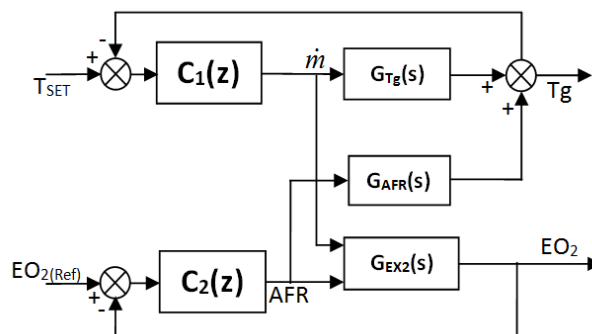 -
+
T_SET
C₁(z)
ṁ
G_Tg(s)
+
+
Tg
G_AFR(s)
EO₂(Ref)
+
-
C₂(z)
AFR
G_EX2(s)
EO₂